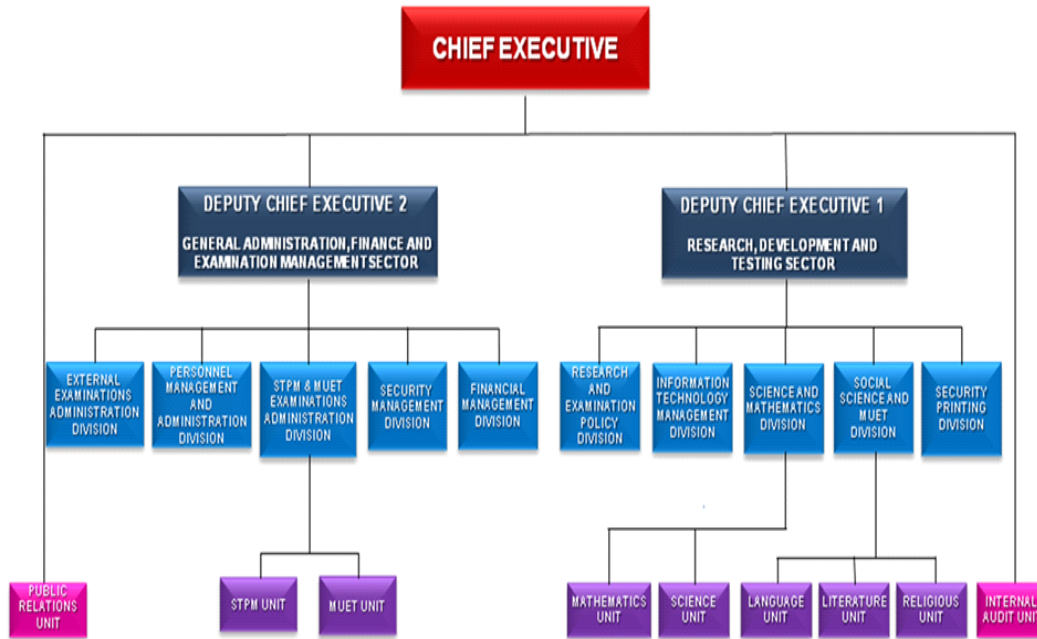 CHIEF EXECUTIVE
DEPUTY CHIEF EXECUTIVE 2
GENERAL ADMINISTRATION, FINANCE AND
EXAMINATION MANAGEMENT SECTOR
DEPUTY CHIEF EXECUTIVE 1
RESEARCH, DEVELOPMENT AND
TESTING SECTOR
EXTERNAL
EXAMINATIONS
ADMINISTRATION
DIVISION
PERSONNEL
MANAGEMENT
AND
ADMINISTRATION
DIVISION
STPM & MUET
EXAMINATIONS
ADMINISTRATION
DIVISION
SECURITY
MANAGEMENT
DIVISION
FINANCIAL
MANAGEMENT
DIVISION
RESEARCH
AND
EXAMINATION
POLICY
DIVISION
INFORMATION
TECHNOLOGY
MANAGEMENT
DIVISION
SCIENCE AND
MATHEMATICS
DIVISION
SOCIAL
SCIENCE AND
MUET
DIVISION
SECURITY
PRINTING
DIVISION
PUBLIC
RELATIONS
UNIT
STPM UNIT
MUET UNIT
MATHEMATICS
UNIT
SCIENCE
UNIT
LANGUAGE
UNIT
LITERATURE
UNIT
RELIGIOUS
UNIT
INTERNAL
AUDIT UNIT